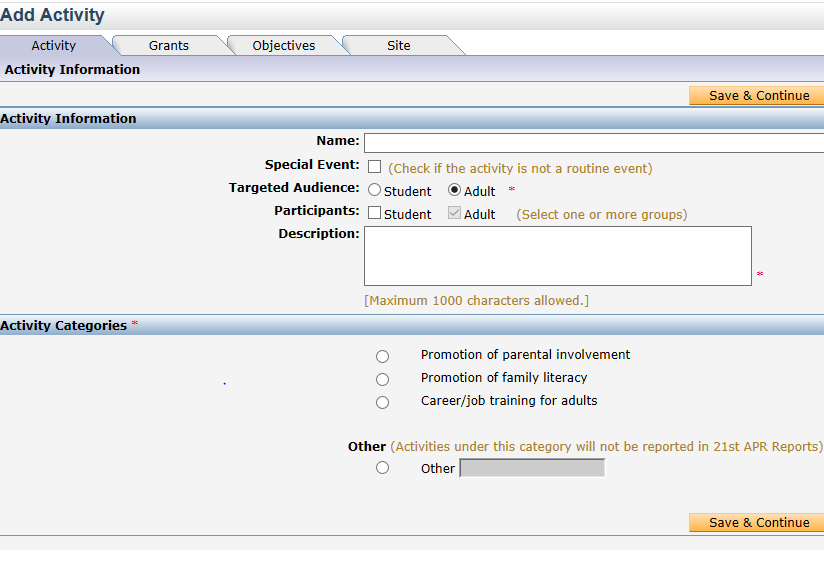 Add Activity
Activity Grants Objectives Site
Activity Information
Save & Continue
Activity Information
Name:
Special Event: (Check if the activity is not a routine event)
Targeted Audience: Student Adult *
Participants: Student Adult (Select one or more groups)
Description:
*
[Maximum 1000 characters allowed.]
Activity Categories *
Promotion of parental involvement
Promotion of family literacy
Career/job training for adults
Other (Activities under this category will not be reported in 21st APR Reports)
Other
Save & Continue